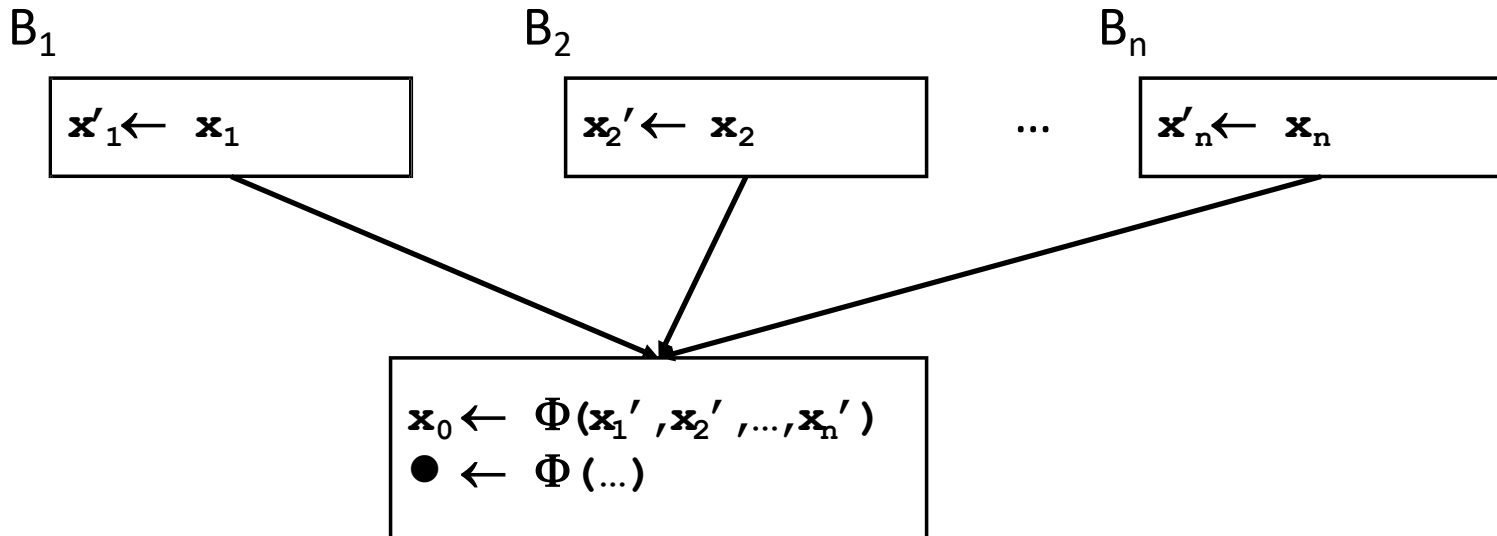 B₁ B₂ Bₙ
x′₁← x₁ x₂′← x₂ … x′ₙ← xₙ
x₀← Φ(x₁′,x₂′,…,xₙ′)
● ← Φ(…)